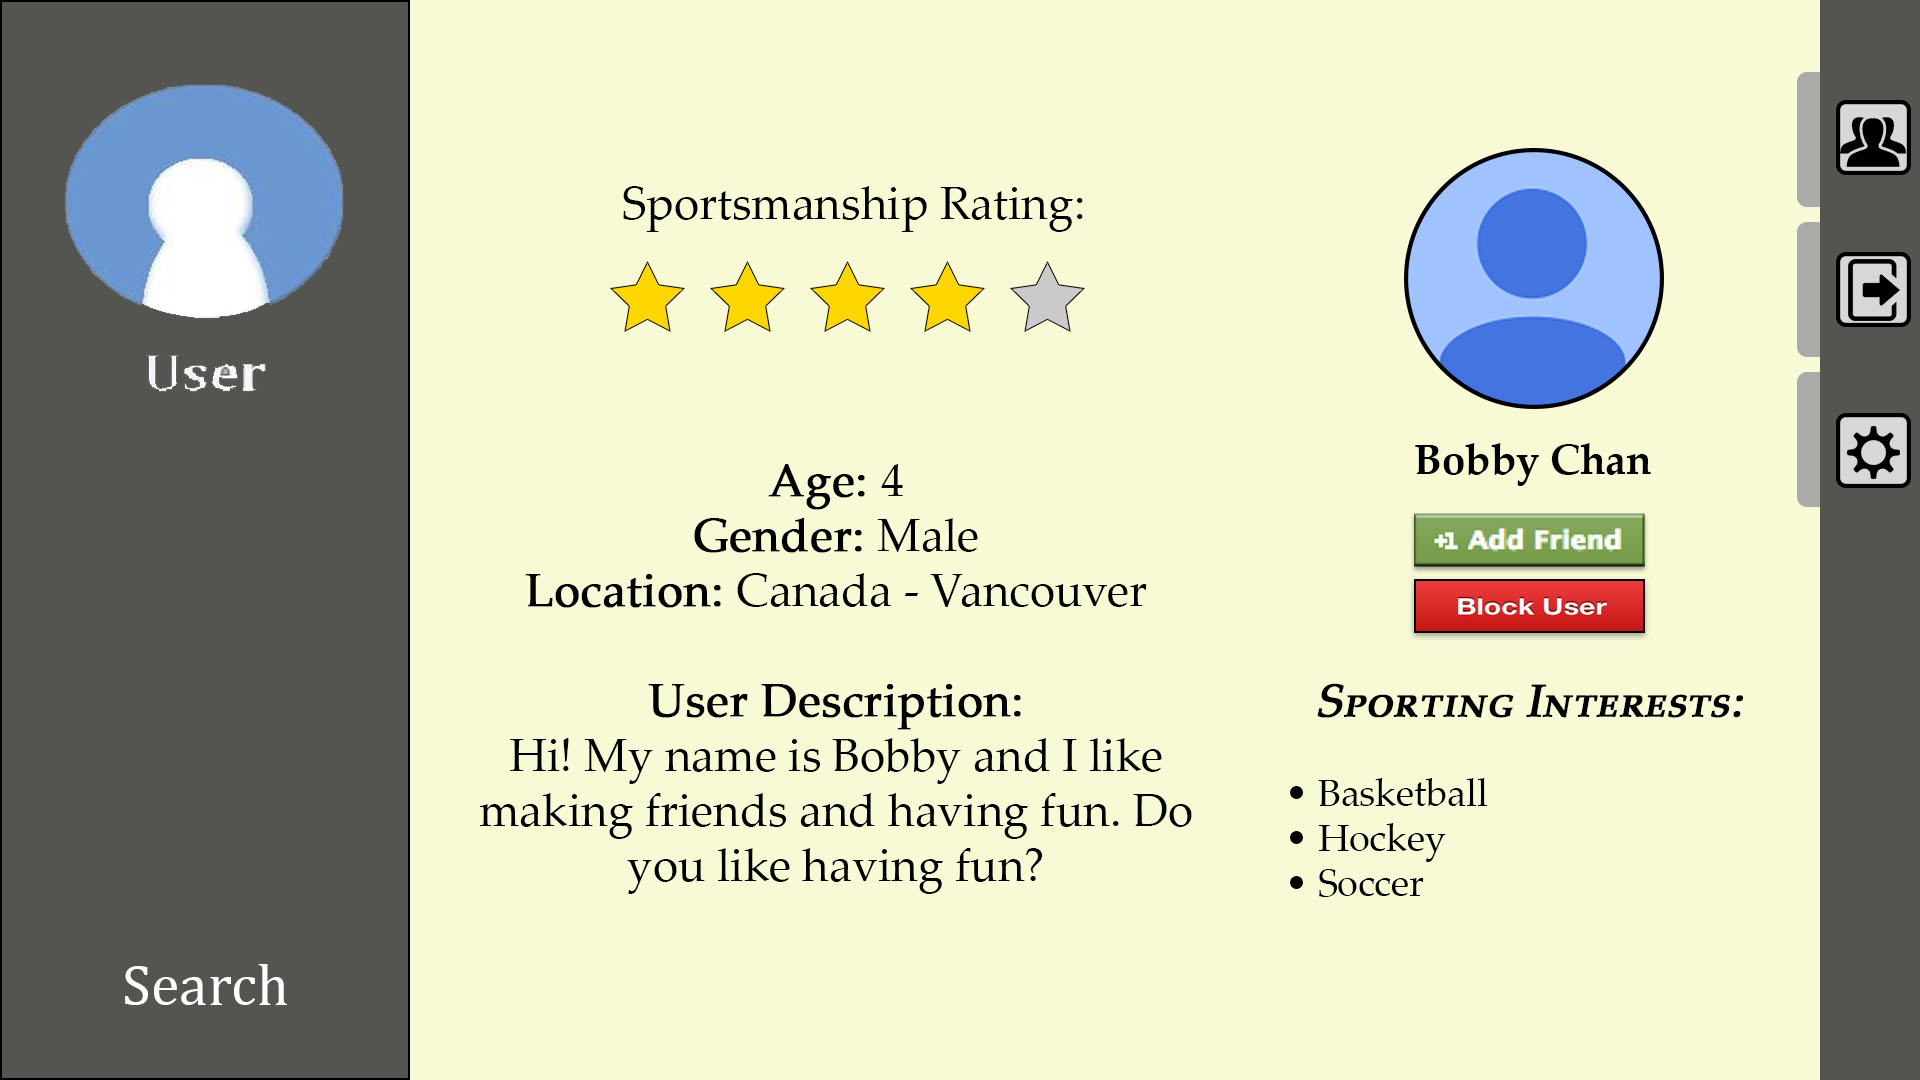 User
Search
Sportsmanship Rating:
Age: 4
Gender: Male
Location: Canada - Vancouver
User Description:
Hi! My name is Bobby and I like
making friends and having fun. Do
you like having fun?
Bobby Chan
+1 Add Friend
Block User
SPORTING INTERESTS:
• Basketball
• Hockey
• Soccer